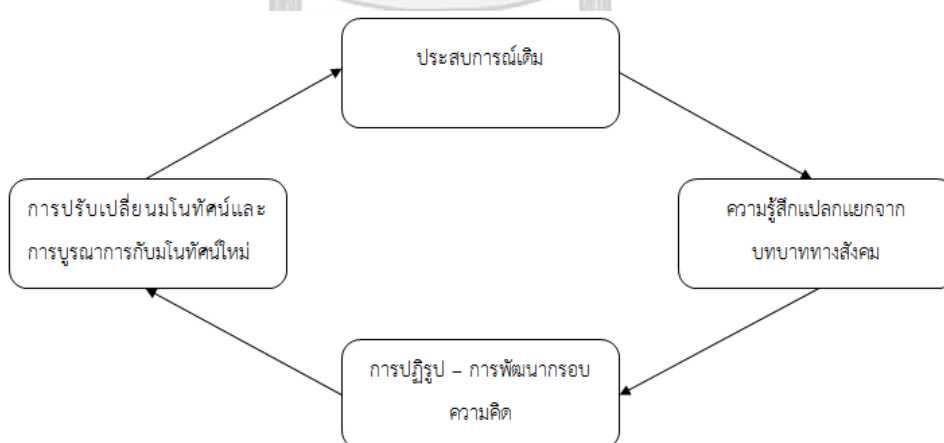 ประสบการณ์เดิม
ความรู้สึกแปลกแยกจาก
บทบาททางสังคม
การปฏิรูป – การพัฒนากรอบ
ความคิด
การปรับเปลี่ยนมโนทัศน์และ
การบูรณาการกับมโนทัศน์ใหม่